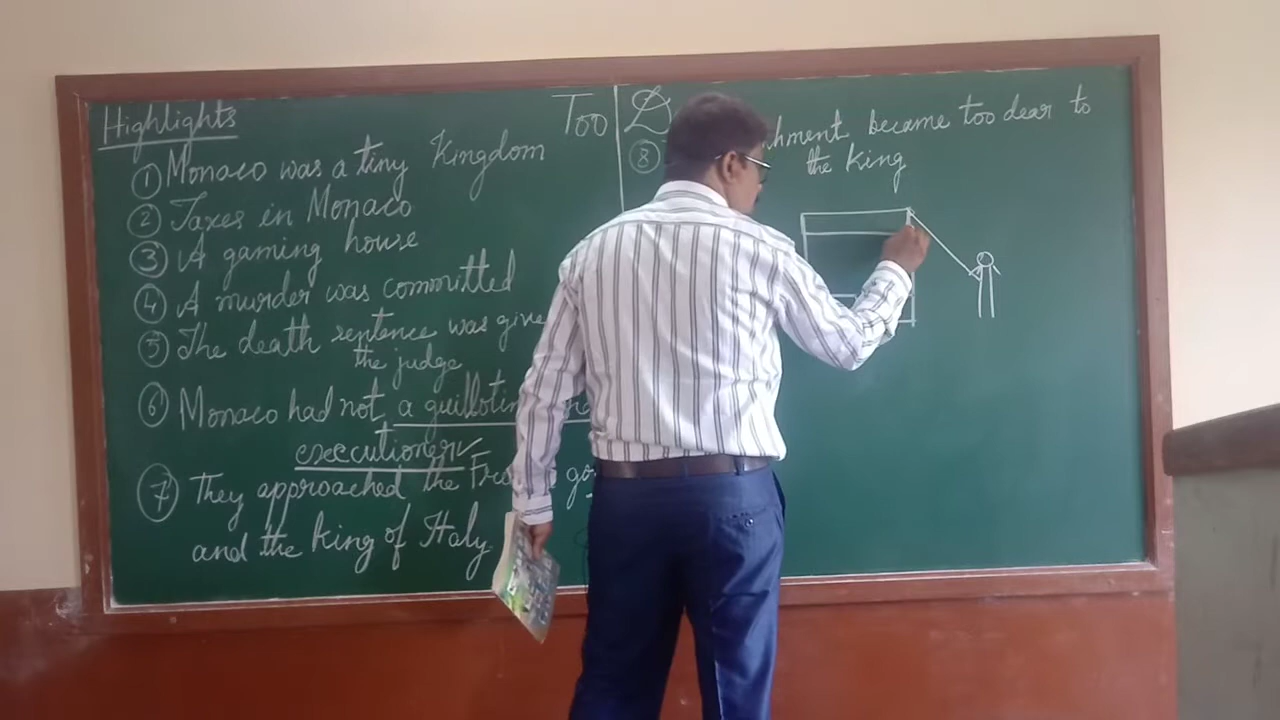 Highlights
Too D
① Monaco was a tiny Kingdom
② Taxes in Monaco
③ A gaming house
④ A murder was committed
⑤ The death sentence was give
the judge
⑥ Monaco had not a guillotin
executioner
⑦ They approached the
and the king of Italy
⑧ hment became too dear to
the king